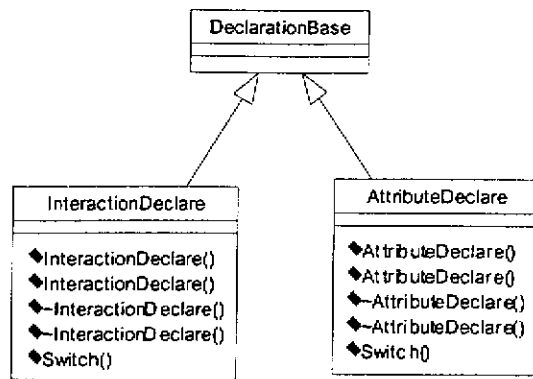 DeclarationBase
InteractionDeclare
InteractionDeclare()
InteractionDeclare()
~InteractionDeclare()
~InteractionDeclare()
Switch()
AttributeDeclare
AttributeDeclare()
AttributeDeclare()
~AttributeDeclare()
~AttributeDeclare()
Switch()